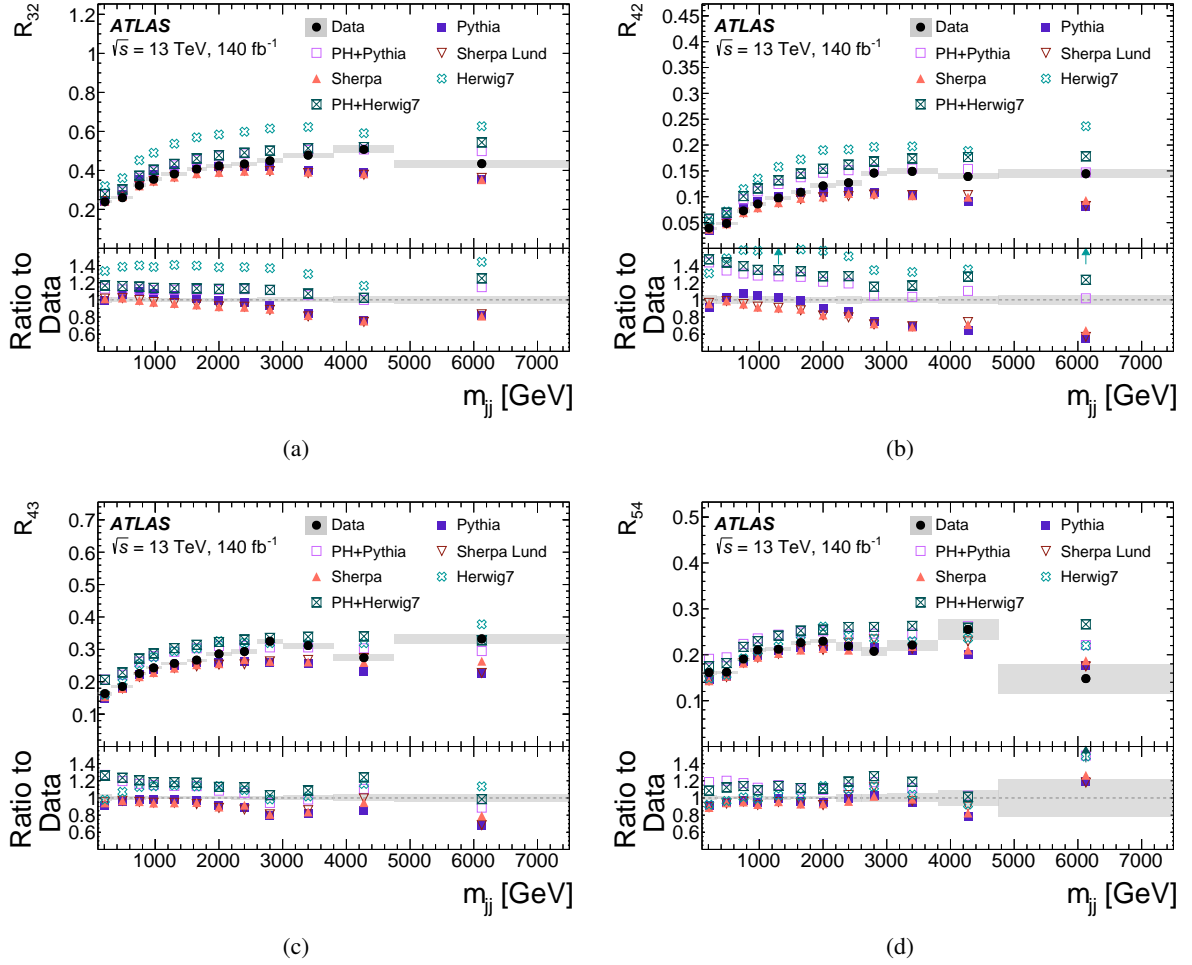 R₃₂
ATLAS
√s = 13 TeV, 140 fb⁻¹
Data
Pythia
PH+Pythia
Sherpa Lund
Sherpa
Herwig7
PH+Herwig7
1.2
1
0.8
0.6
0.4
0.2
Ratio to
Data
1.4
1.2
1
0.8
0.6
1000 2000 3000 4000 5000 6000 7000
m_jj [GeV]
(a)
R₄₂
ATLAS
√s = 13 TeV, 140 fb⁻¹
Data
Pythia
PH+Pythia
Sherpa Lund
Sherpa
Herwig7
PH+Herwig7
0.45
0.4
0.35
0.3
0.25
0.2
0.15
0.1
0.05
Ratio to
Data
1.4
1.2
1
0.8
0.6
1000 2000 3000 4000 5000 6000 7000
m_jj [GeV]
(b)
R₄₃
ATLAS
√s = 13 TeV, 140 fb⁻¹
Data
Pythia
PH+Pythia
Sherpa Lund
Sherpa
Herwig7
PH+Herwig7
0.7
0.6
0.5
0.4
0.3
0.2
0.1
Ratio to
Data
1.4
1.2
1
0.8
0.6
1000 2000 3000 4000 5000 6000 7000
m_jj [GeV]
(c)
R₅₄
ATLAS
√s = 13 TeV, 140 fb⁻¹
Data
Pythia
PH+Pythia
Sherpa Lund
Sherpa
Herwig7
PH+Herwig7
0.5
0.4
0.3
0.2
0.1
Ratio to
Data
1.4
1.2
1
0.8
0.6
1000 2000 3000 4000 5000 6000 7000
m_jj [GeV]
(d)